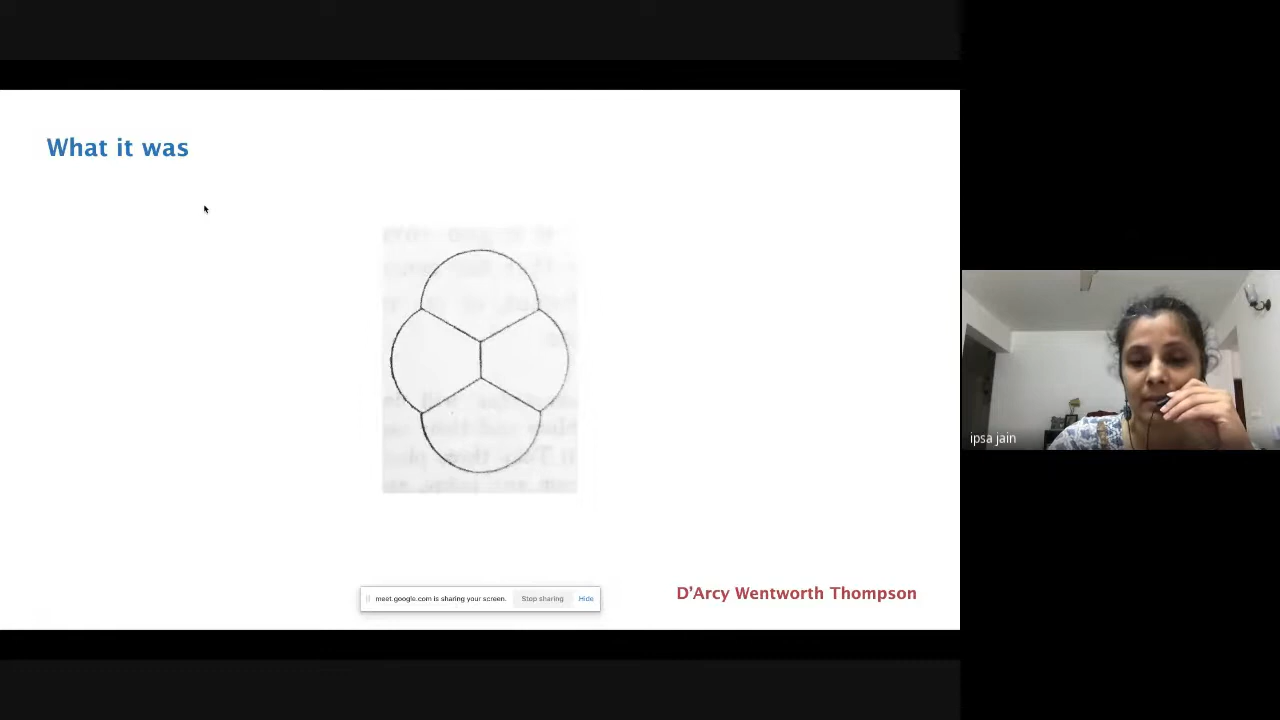 What it was
meet.google.com is sharing your screen. Stop sharing Hide
D'Arcy Wentworth Thompson
ipsa jain